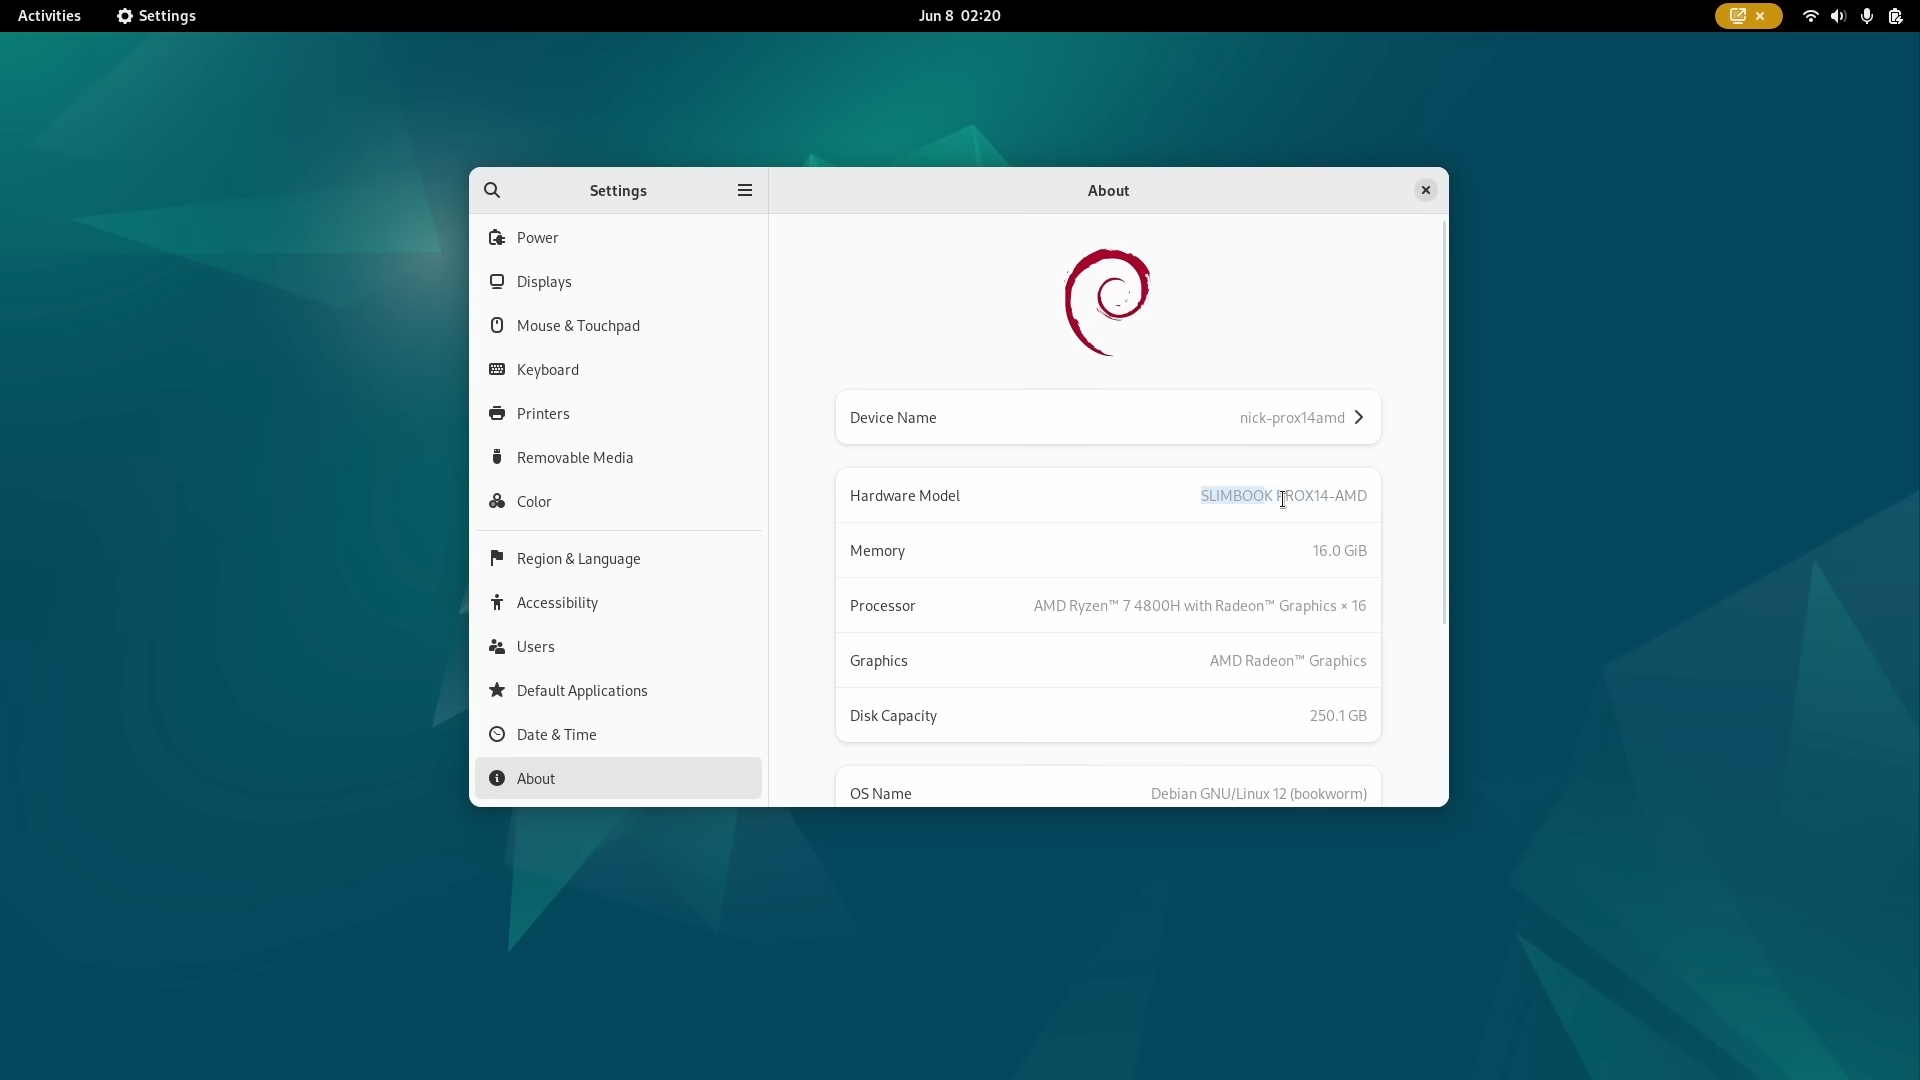 Activities
Settings
Jun 8 02:20
Settings
About
Power
Displays
Mouse & Touchpad
Keyboard
Printers
Removable Media
Color
Region & Language
Accessibility
Users
Default Applications
Date & Time
About
Device Name nick-prox14amd
Hardware Model SLIMBOOK PROX14-AMD
Memory 16.0 GiB
Processor AMD Ryzen™ 7 4800H with Radeon™ Graphics × 16
Graphics AMD Radeon™ Graphics
Disk Capacity 250.1 GB
OS Name Debian GNU/Linux 12 (bookworm)